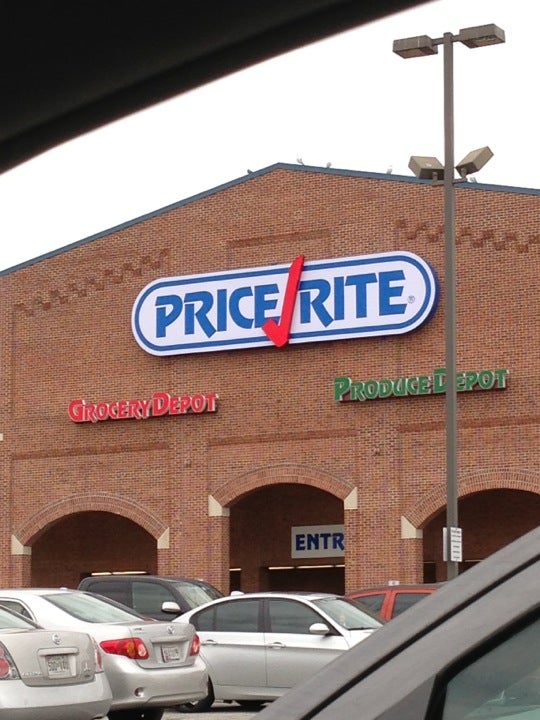 PRICE RITE®
GROCERY DEPOT
PRODUCE DEPOT
ENTR